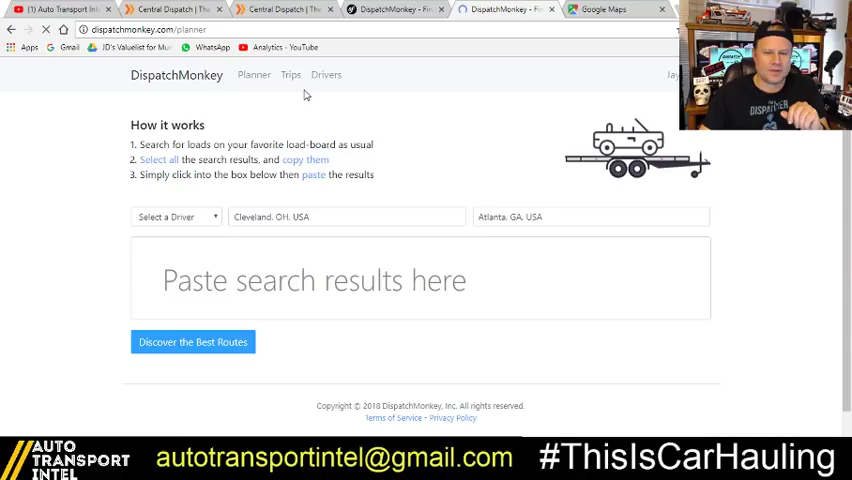 (1) Auto Transport Inte
Central Dispatch | The
Central Dispatch | The
DispatchMonkey - Fin
DispatchMonkey - Fin
Google Maps
dispatchmonkey.com/planner
Apps
Gmail
JD's Valuelist for Mun
WhatsApp
Analytics - YouTube
DispatchMonkey
Planner
Trips
Drivers
Jay
How it works
1. Search for loads on your favorite load-board as usual
2. Select all the search results, and copy them
3. Simply click into the box below then paste the results
Select a Driver
Cleveland, OH, USA
Atlanta, GA, USA
Paste search results here
Discover the Best Routes
Copyright © 2018 DispatchMonkey, Inc. All rights reserved.
Terms of Service - Privacy Policy
AUTO
TRANSPORT
INTEL
autotransportintel@gmail.com
#ThisIsCarHauling